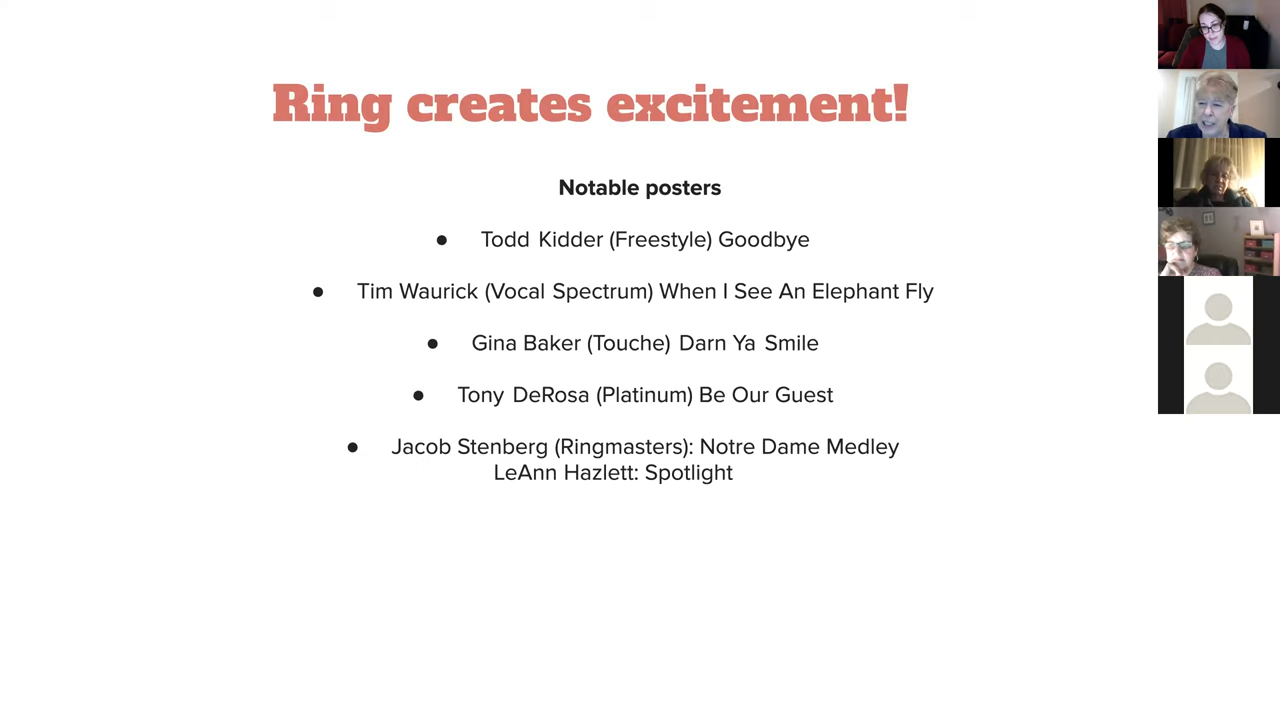 Ring creates excitement!
Notable posters
● Todd Kidder (Freestyle) Goodbye
● Tim Waurick (Vocal Spectrum) When I See An Elephant Fly
● Gina Baker (Touche) Darn Ya Smile
● Tony DeRosa (Platinum) Be Our Guest
● Jacob Stenberg (Ringmasters): Notre Dame Medley
LeAnn Hazlett: Spotlight